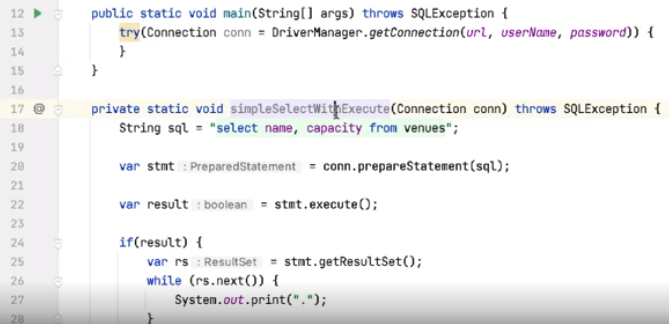 12 public static void main(String[] args) throws SQLException {
13 try(Connection conn = DriverManager.getConnection(url, userName, password)) {
14 }
15 }
16
17 @ private static void simpleSelectWithExecute(Connection conn) throws SQLException {
18 String sql = "select name, capacity from venues";
19
20 var stmt : PreparedStatement = conn.prepareStatement(sql);
21
22 var result : boolean = stmt.execute();
23
24 if(result) {
25 var rs : ResultSet = stmt.getResultSet();
26 while (rs.next()) {
27 System.out.print(".");
28 }